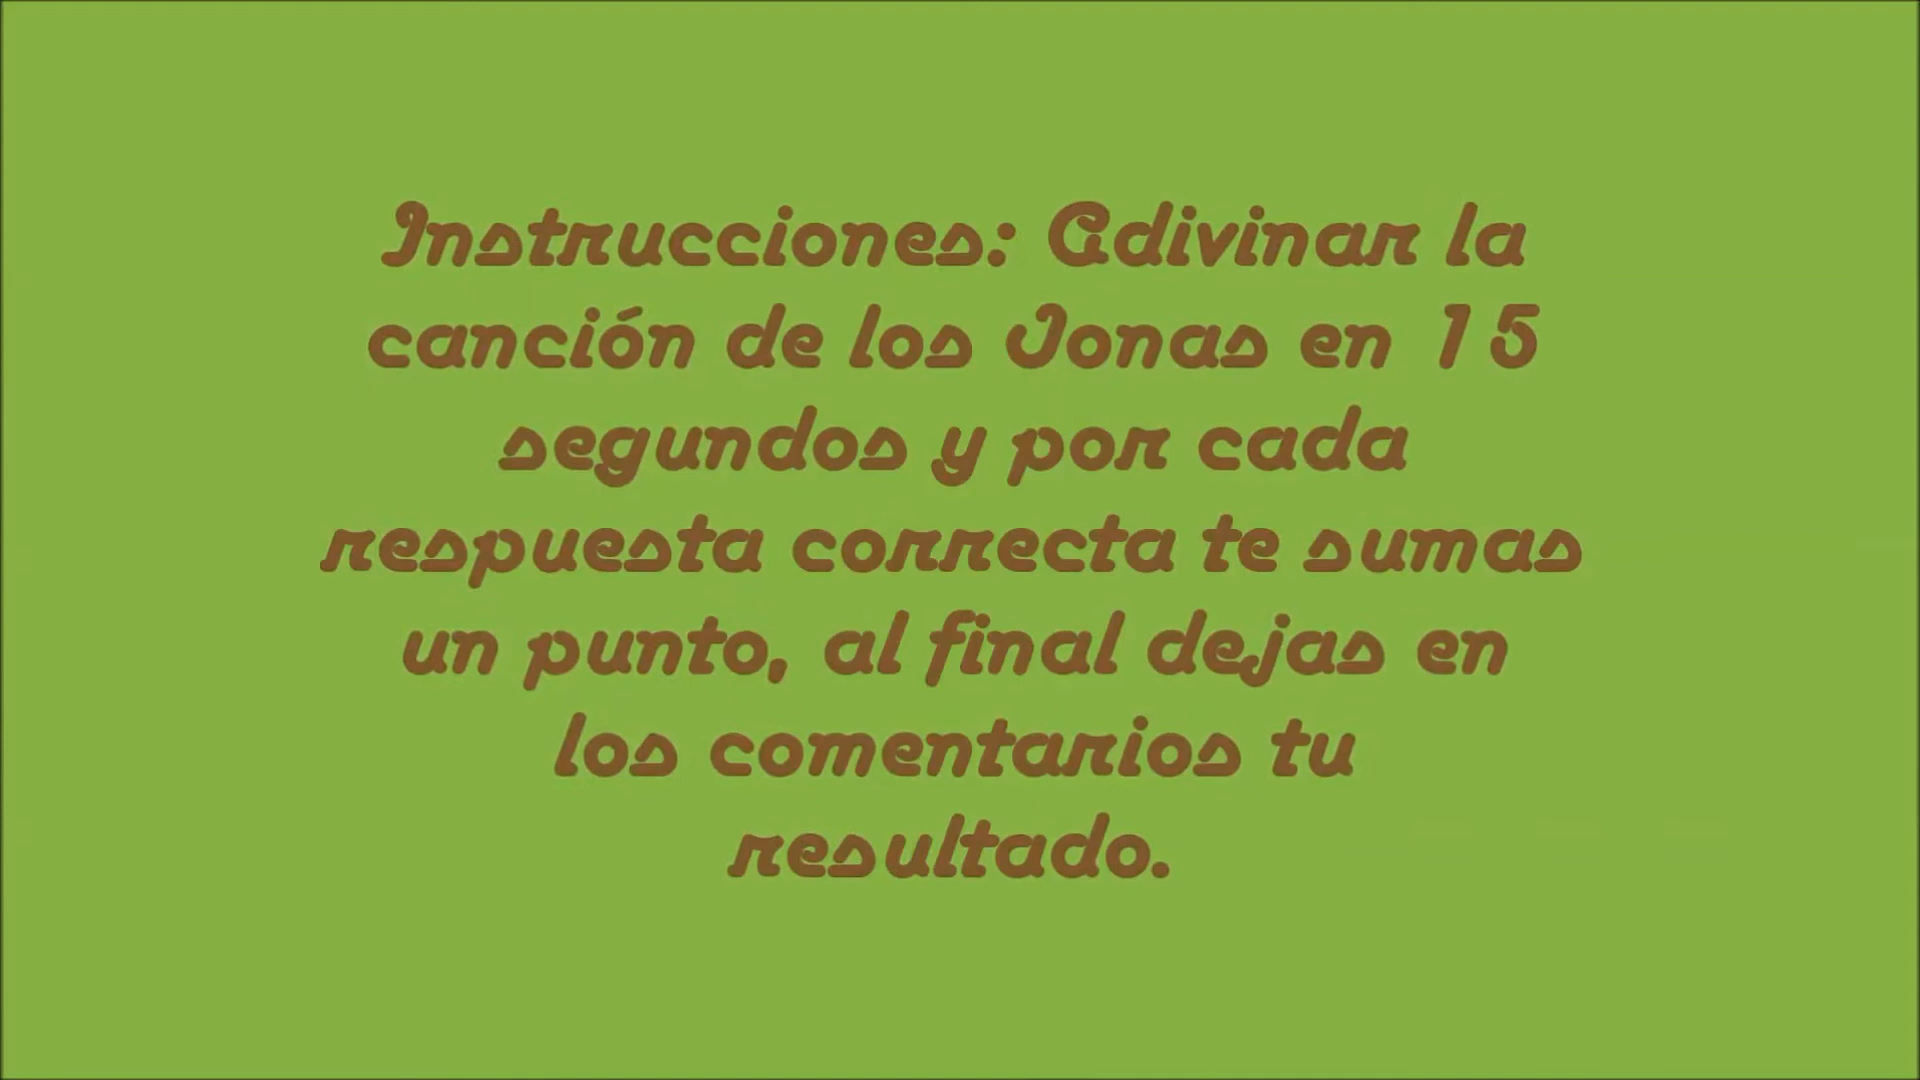 Instrucciones: Adivinar la
canción de los Jonas en 15
segundos y por cada
respuesta correcta te sumas
un punto, al final dejas en
los comentarios tu
resultado.